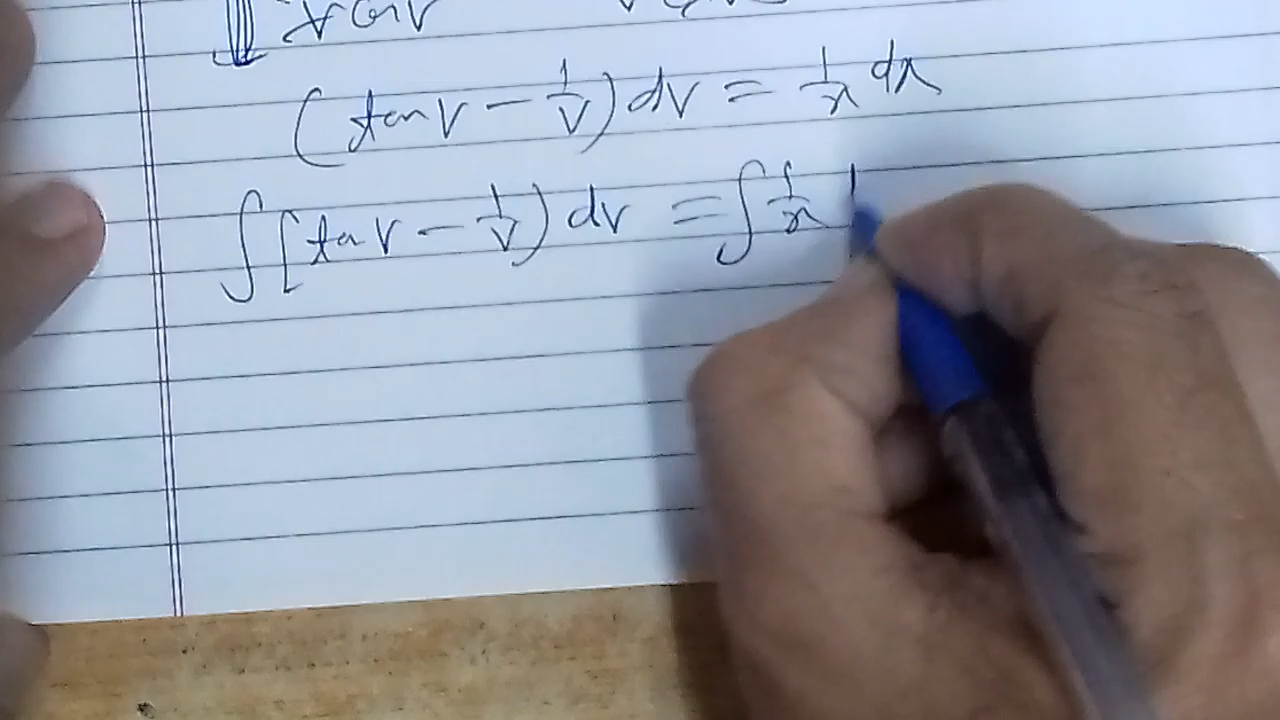 (tan V - 1/V) dV = 1/x dx
∫[tan V - 1/V) dV = ∫ 1/x